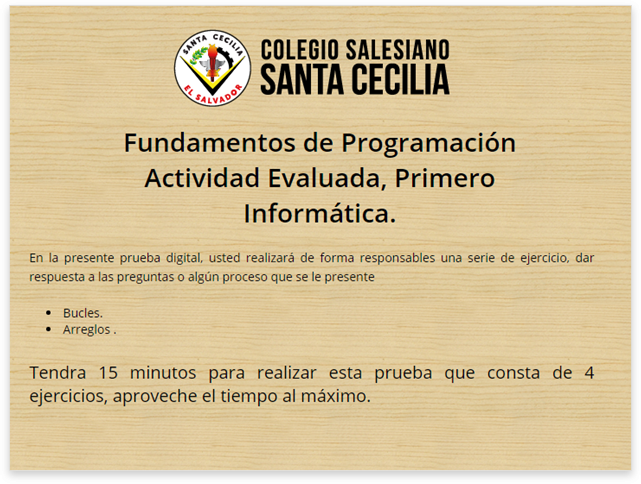 SANTA CECILIA
EL SALVADOR
COLEGIO SALESIANO
SANTA CECILIA
Fundamentos de Programación
Actividad Evaluada, Primero
Informática.
En la presente prueba digital, usted realizará de forma responsables una serie de ejercicio, dar
respuesta a las preguntas o algún proceso que se le presente
• Bucles.
• Arreglos .
Tendra 15 minutos para realizar esta prueba que consta de 4
ejercicios, aproveche el tiempo al máximo.